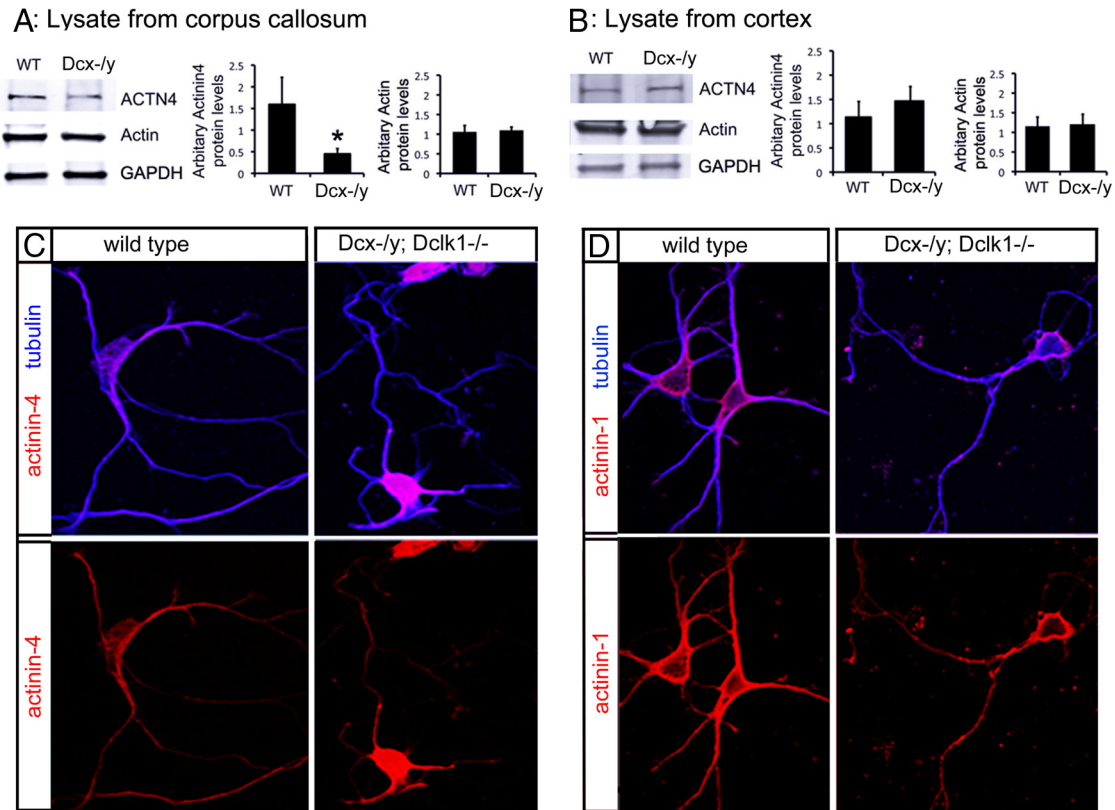 A: Lysate from corpus callosum
WT Dcx-/y
ACTN4
Actin
GAPDH
Arbitary Actinin4
protein levels
2.5
2
1.5
1
0.5
0
*
WT Dcx-/y
Arbitary Actin
protein levels
2.5
2
1.5
1
0.5
0
WT Dcx-/y
B: Lysate from cortex
WT Dcx-/y
ACTN4
Actin
GAPDH
Arbitary Actinin4
protein levels
2.5
2
1.5
1
0.5
0
WT Dcx-/y
Arbitary Actin
protein levels
2.5
2
1.5
1
0.5
0
WT Dcx-/y
C wild type Dcx-/y; Dclk1-/-
actinin-4 tubulin
actinin-4
D wild type Dcx-/y; Dclk1-/-
actinin-1 tubulin
actinin-1